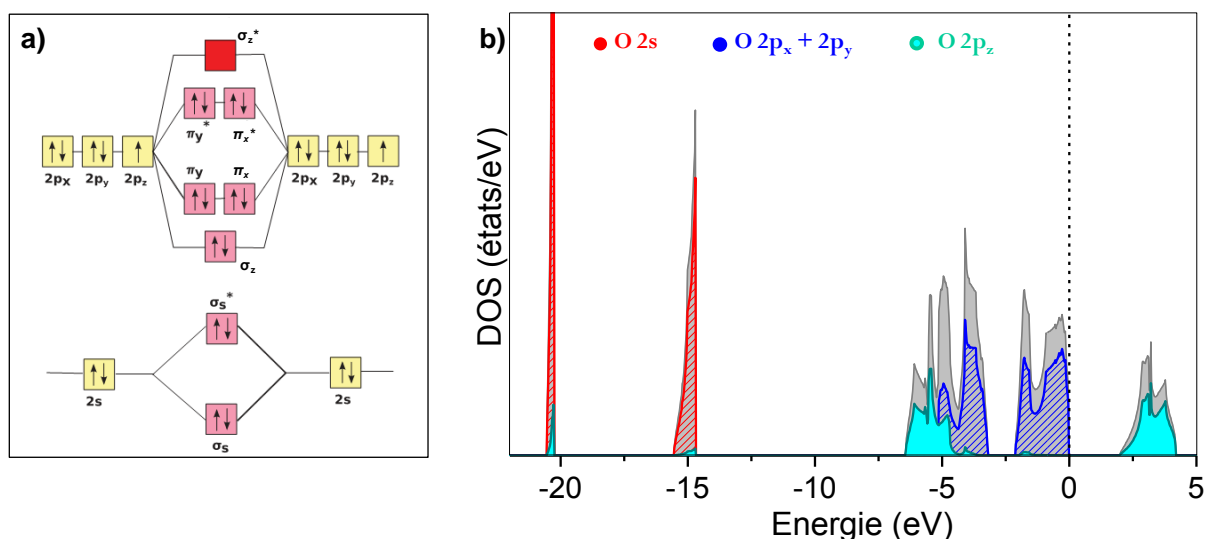 a)
σz*
πy* πx*
2px 2py 2pz 2px 2py 2pz
πy πx
σz
σs*
2s 2s
σs
b)
O 2s O 2px + 2py O 2pz
DOS (états/eV)
-20 -15 -10 -5 0 5
Energie (eV)